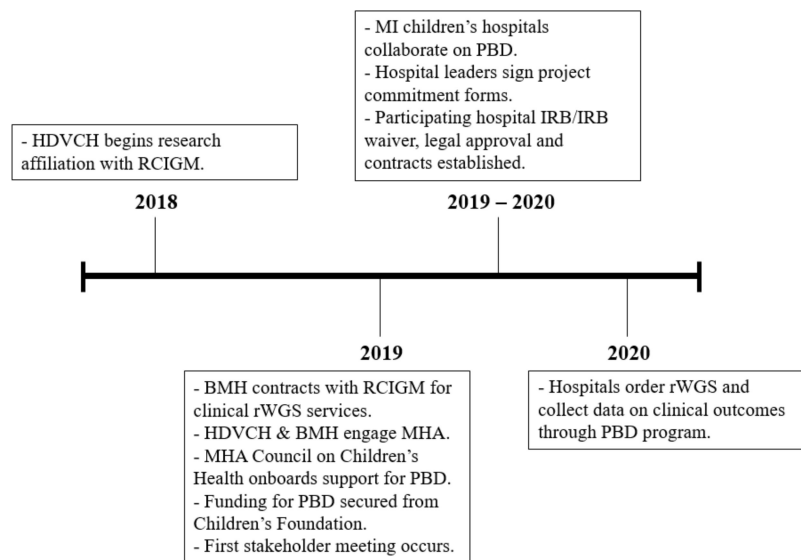 - HDVCH begins research
affiliation with RCIGM.
2018
- MI children's hospitals
collaborate on PBD.
- Hospital leaders sign project
commitment forms.
- Participating hospital IRB/IRB
waiver, legal approval and
contracts established.
2019 – 2020
2019
- BMH contracts with RCIGM for
clinical rWGS services.
- HDVCH & BMH engage MHA.
- MHA Council on Children's
Health onboards support for PBD.
- Funding for PBD secured from
Children's Foundation.
- First stakeholder meeting occurs.
2020
- Hospitals order rWGS and
collect data on clinical outcomes
through PBD program.